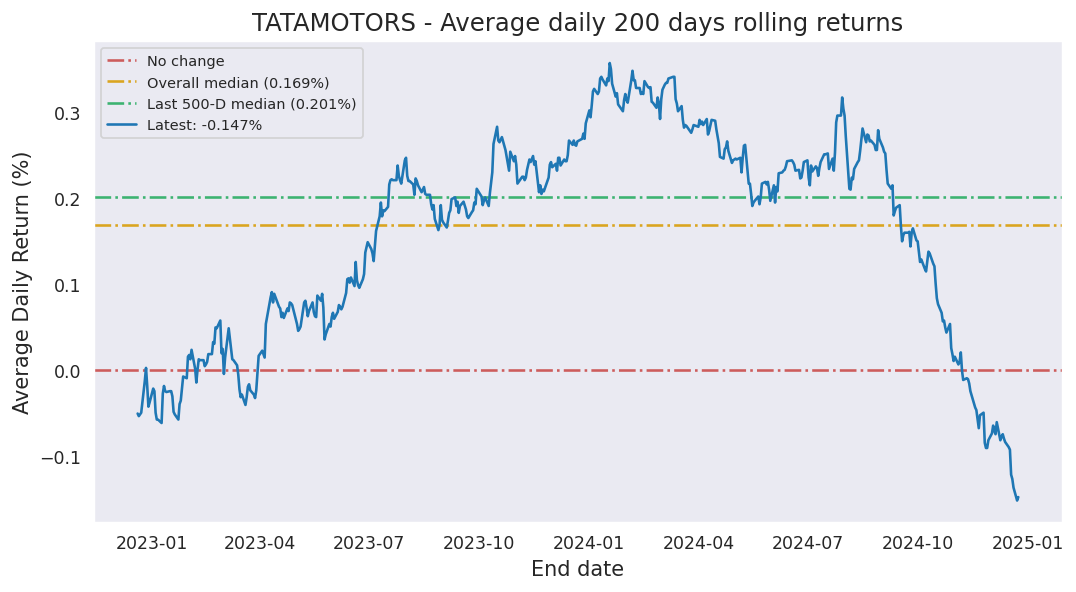 TATAMOTORS - Average daily 200 days rolling returns
No change
Overall median (0.169%)
Last 500-D median (0.201%)
Latest: -0.147%
Average Daily Return (%)
0.3
0.2
0.1
0.0
−0.1
2023-01 2023-04 2023-07 2023-10 2024-01 2024-04 2024-07 2024-10 2025-01
End date